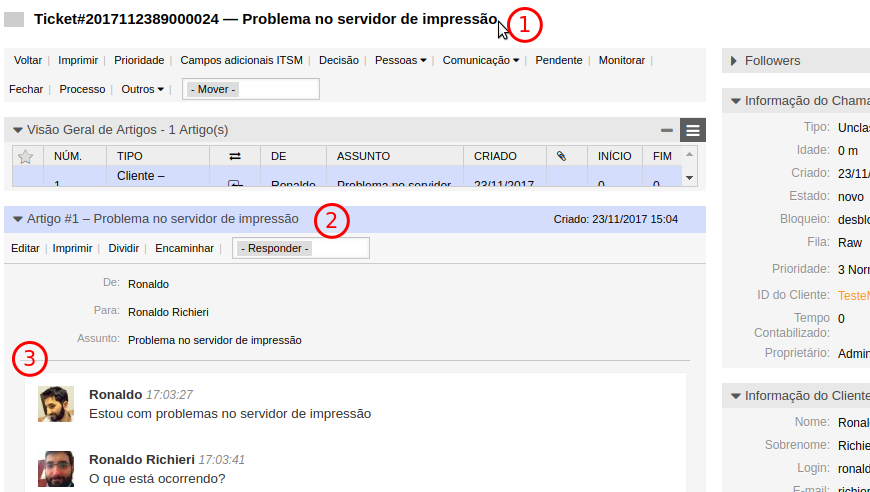 Ticket#2017112389000024 — Problema no servidor de impressão
1
Voltar | Imprimir | Prioridade | Campos adicionais ITSM | Decisão | Pessoas | Comunicação | Pendente | Monitorar |
Fechar | Processo | Outros | - Mover -
Followers
Informação do Chama
Visão Geral de Artigos - 1 Artigo(s)
NÚM. TIPO DE ASSUNTO CRIADO INÍCIO FIM
Cliente –
1 Ronaldo Problema no servidor 23/11/2017 0 0
Artigo #1 – Problema no servidor de impressão
2
Criado: 23/11/2017 15:04
Editar | Imprimir | Dividir | Encaminhar | - Responder -
De: Ronaldo
Para: Ronaldo Richieri
Assunto: Problema no servidor de impressão
3
Ronaldo 17:03:27
Estou com problemas no servidor de impressão
Ronaldo Richieri 17:03:41
O que está ocorrendo?
Tipo: Unclas
Idade: 0 m
Criado: 23/11/
Estado: novo
Bloqueio: desblo
Fila: Raw
Prioridade: 3 Norr
ID do Cliente: TesteM
Tempo 0
Contabilizado:
Proprietário: Admin
Informação do Cliente
Nome: Ronal
Sobrenome: Richie
Login: ronald
E-mail: richier